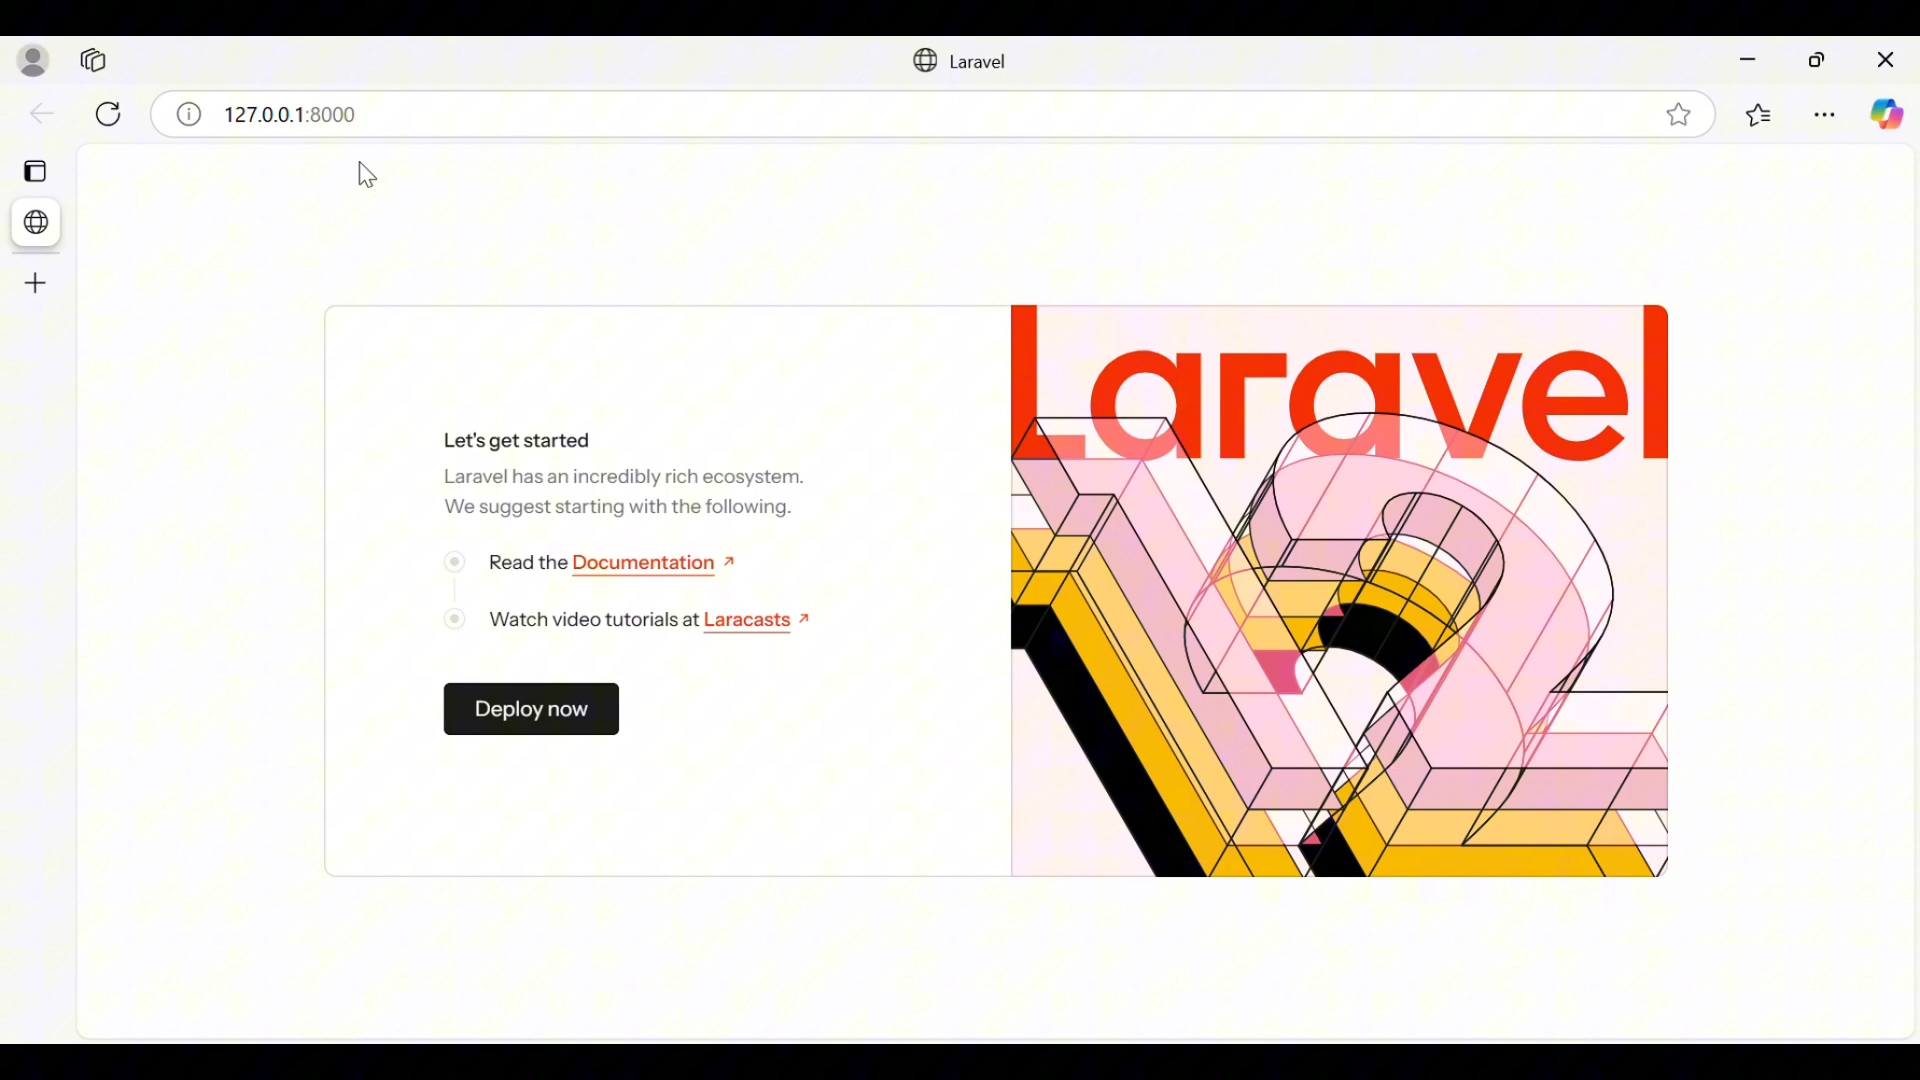 Laravel
127.0.0.1:8000
Let's get started
Laravel has an incredibly rich ecosystem.
We suggest starting with the following.
Read the Documentation
Watch video tutorials at Laracasts
Deploy now
Laravel